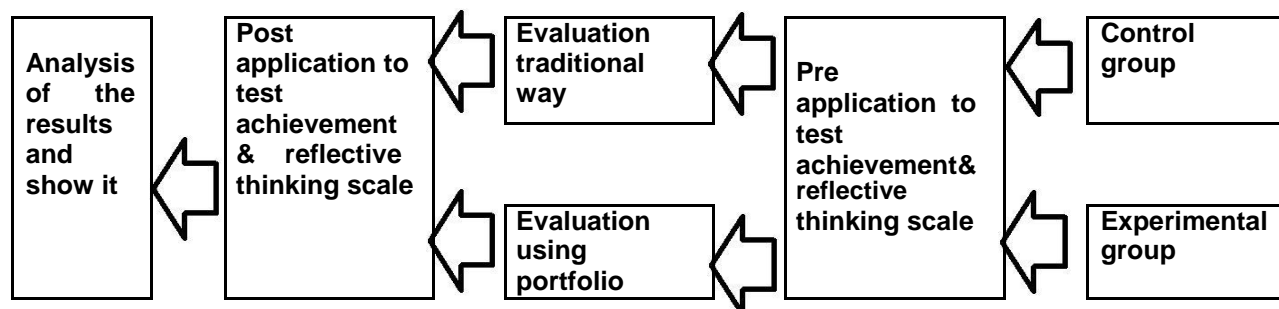 Analysis
of the
results
and
show it
Post
application to
test
achievement
& reflective
thinking scale
Evaluation
traditional
way
Evaluation
using
portfolio
Pre
application to
test
achievement&
reflective
thinking scale
Control
group
Experimental
group